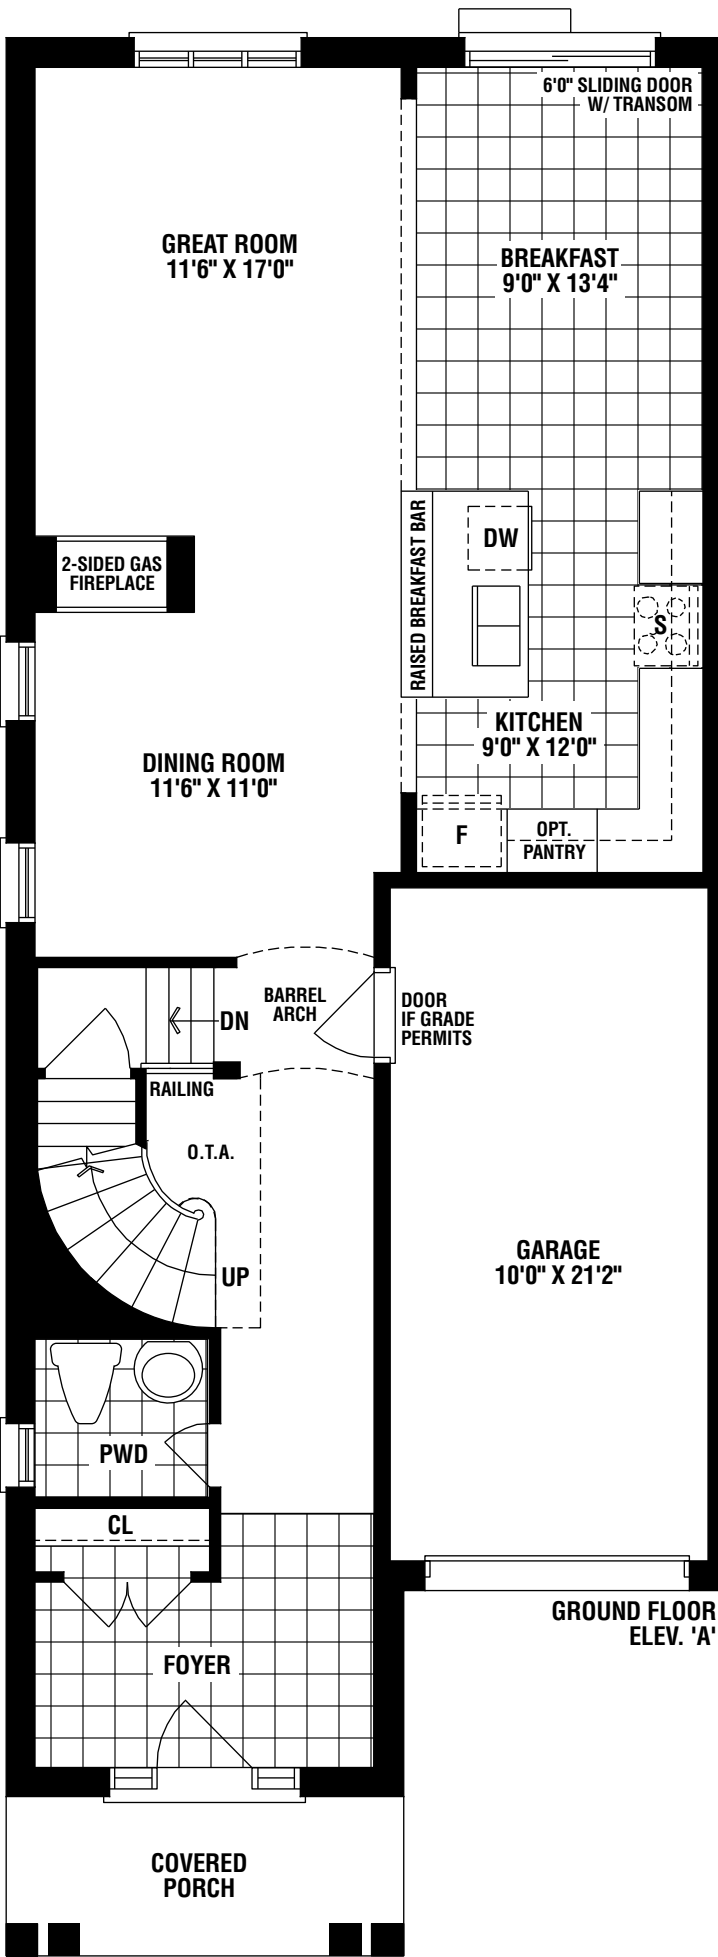 6'0" SLIDING DOOR
W/ TRANSOM
GREAT ROOM
11'6" X 17'0"
BREAKFAST
9'0" X 13'4"
2-SIDED GAS
FIREPLACE
RAISED BREAKFAST BAR
DW
S
KITCHEN
9'0" X 12'0"
DINING ROOM
11'6" X 11'0"
F
OPT.
PANTRY
BARREL
ARCH
DN
DOOR
IF GRADE
PERMITS
RAILING
O.T.A.
UP
GARAGE
10'0" X 21'2"
PWD
CL
GROUND FLOOR
ELEV. 'A'
FOYER
COVERED
PORCH